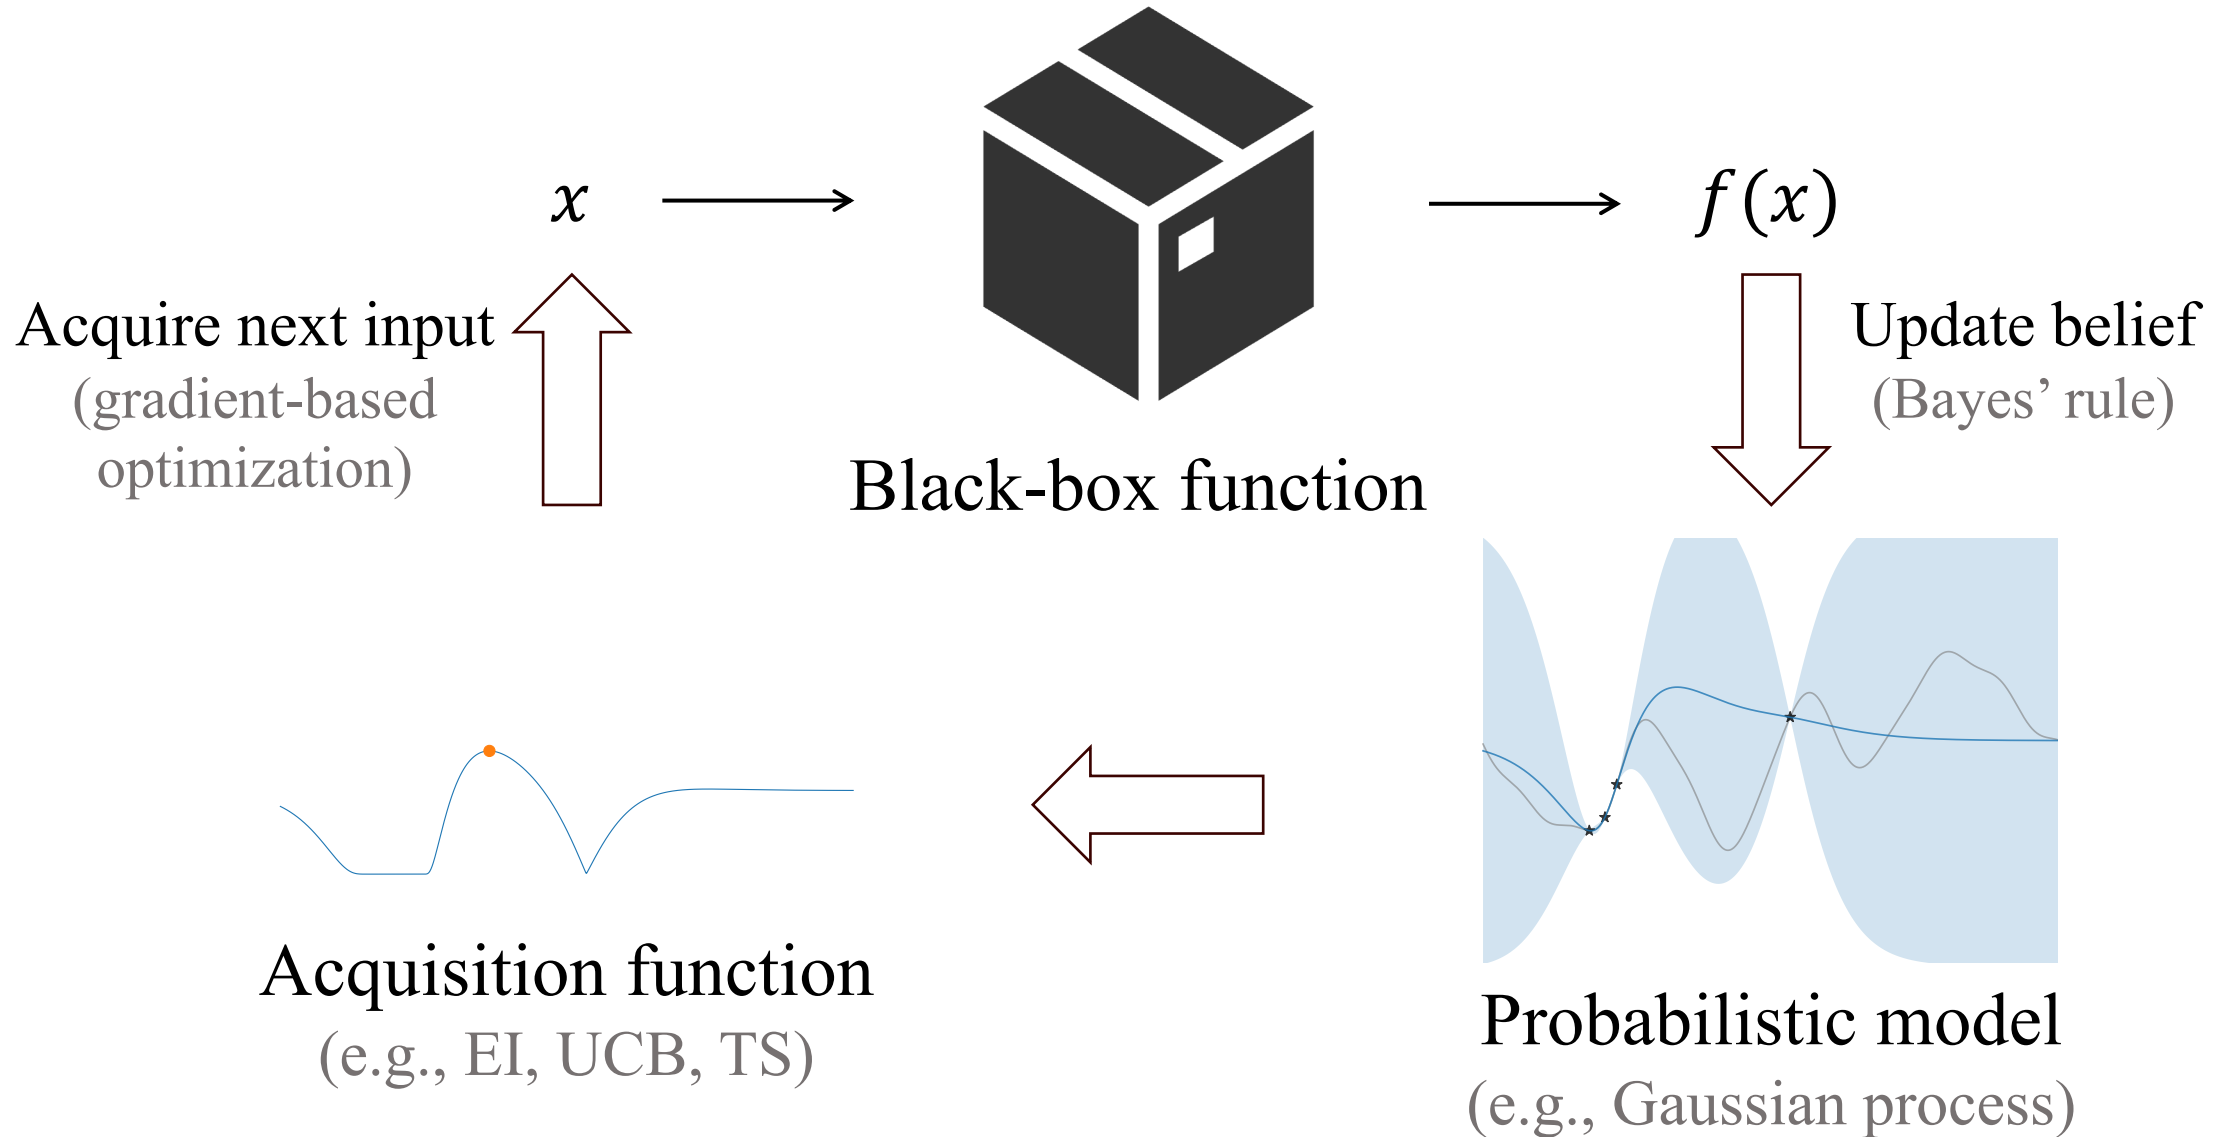 x
f(x)
Acquire next input
(gradient-based
optimization)
Black-box function
Update belief
(Bayes’ rule)
Acquisition function
(e.g., EI, UCB, TS)
Probabilistic model
(e.g., Gaussian process)